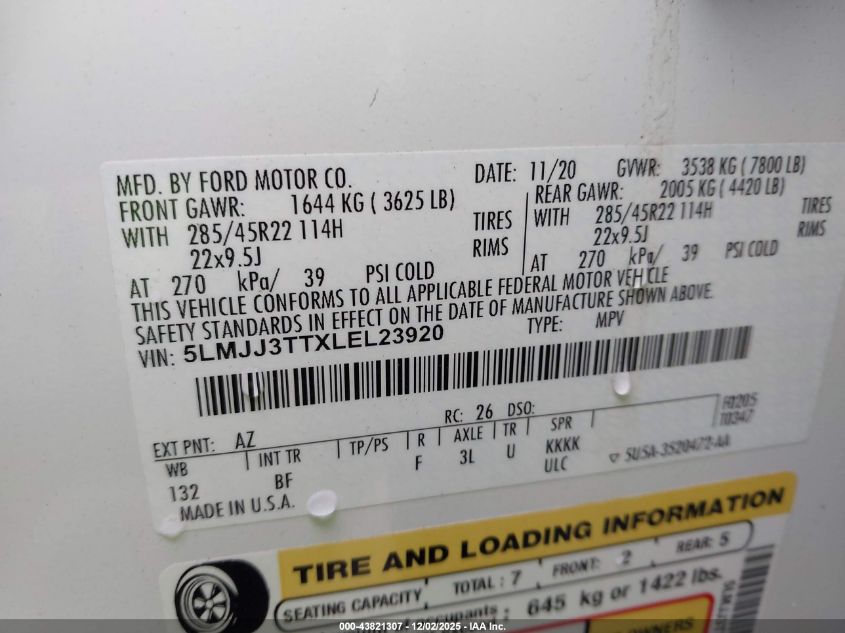 MFD. BY FORD MOTOR CO.
DATE: 11/20 GVWR: 3538 KG ( 7800 LB)
FRONT GAWR: 1644 KG ( 3625 LB)
WITH 285/45R22 114H TIRES
22x9.5J RIMS
AT 270 kPa/ 39 PSI COLD
REAR GAWR: 2005 KG ( 4420 LB)
WITH 285/45R22 114H TIRES
22x9.5J RIMS
AT 270 kPa/ 39 PSI COLD
THIS VEHICLE CONFORMS TO ALL APPLICABLE FEDERAL MOTOR VEHICLE
SAFETY STANDARDS IN EFFECT ON THE DATE OF MANUFACTURE SHOWN ABOVE.
VIN: 5LMJJ3TTXLEL23920 TYPE: MPV
F0205
T0347
EXT PNT: AZ RC: 26 DSO:
WB INT TR TP/PS R AXLE TR SPR
132 BF F 3L U KKKK
ULC
5U5A-3S20472-AA
MADE IN U.S.A.
TIRE AND LOADING INFORMATION
SEATING CAPACITY TOTAL : 7 FRONT: 2 REAR: 5
645 kg or 1422 lbs.
OWNERS
000-43821307 - 12/02/2025 - IAA Inc.